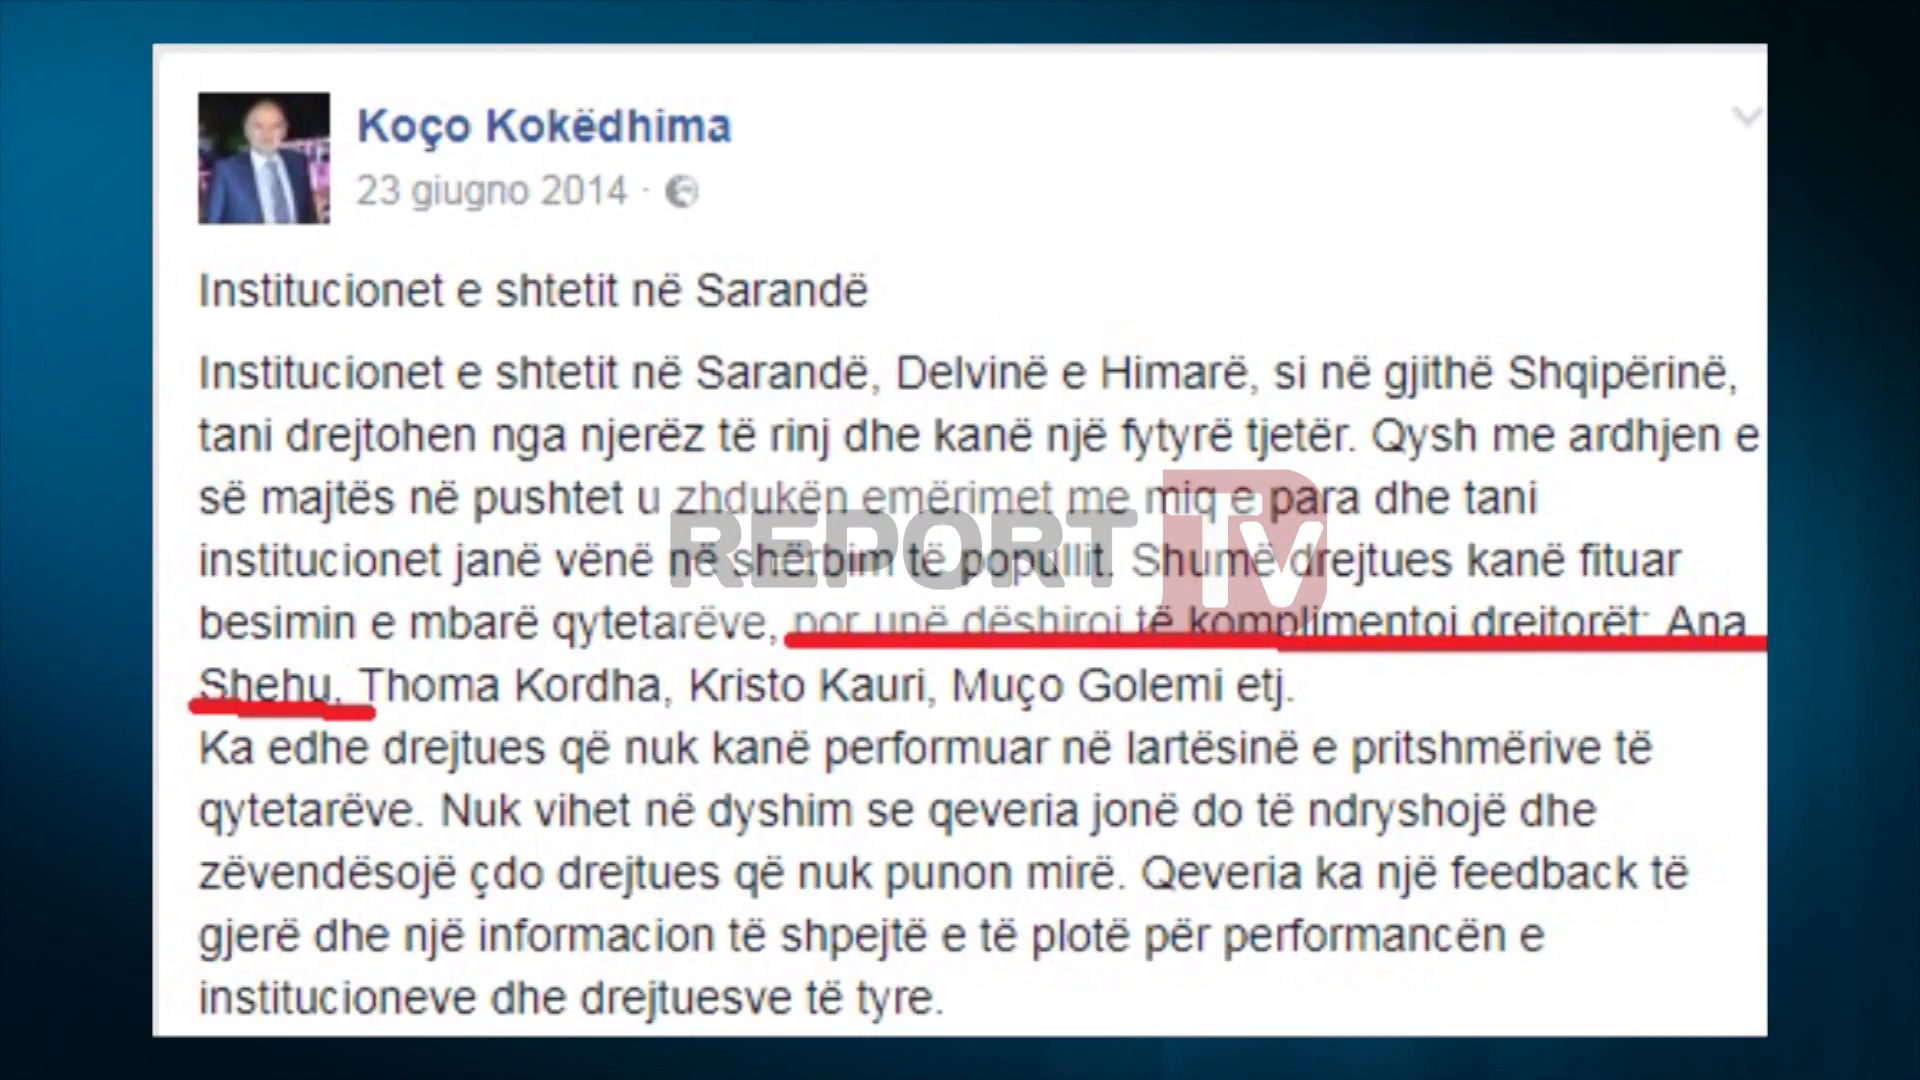 Koço Kokëdhima
23 giugno 2014 ·
Institucionet e shtetit në Sarandë
Institucionet e shtetit në Sarandë, Delvinë e Himarë, si në gjithë Shqipërinë,
tani drejtohen nga njerëz të rinj dhe kanë një fytyrë tjetër. Qysh me ardhjen e
së majtës në pushtet u zhdukën emërimet me miq e para dhe tani
institucionet janë vënë në shërbim të popullit. Shumë drejtues kanë fituar
besimin e mbarë qytetarëve, por unë dëshiroj të komplimentoj drejtorët: Ana
Shehu, Thoma Kordha, Kristo Kauri, Muço Golemi etj.
Ka edhe drejtues që nuk kanë performuar në lartësinë e pritshmërive të
qytetarëve. Nuk vihet në dyshim se qeveria jonë do të ndryshojë dhe
zëvendësojë çdo drejtues që nuk punon mirë. Qeveria ka një feedback të
gjerë dhe një informacion të shpejtë e të plotë për performancën e
institucioneve dhe drejtuesve të tyre.
REPORT TV